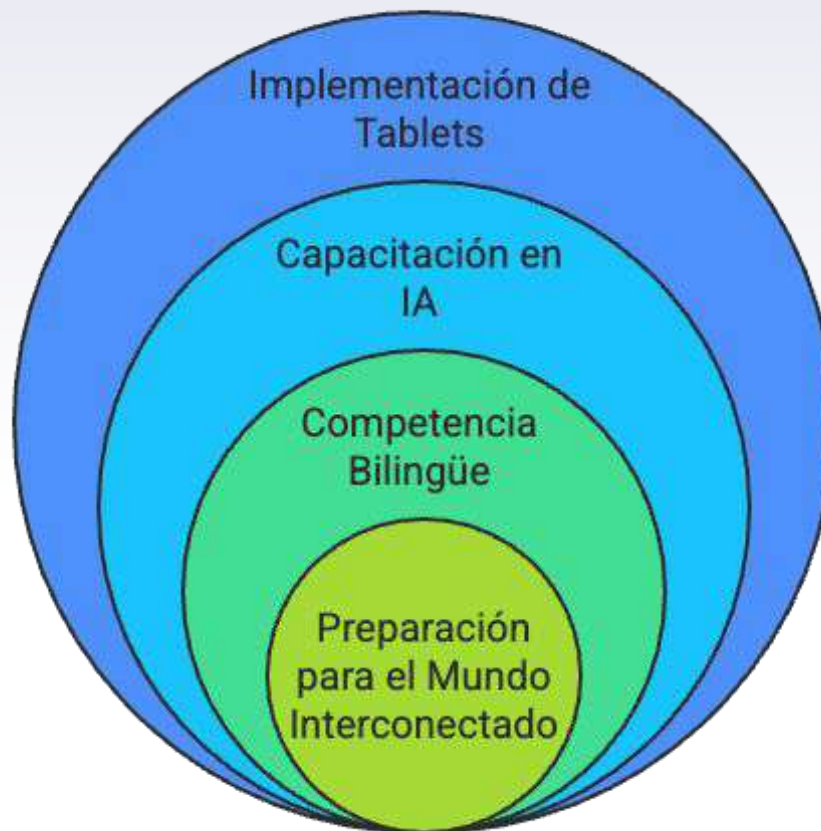 Implementación de
Tablets
Capacitación en
IA
Competencia
Bilingüe
Preparación
para el Mundo
Interconectado